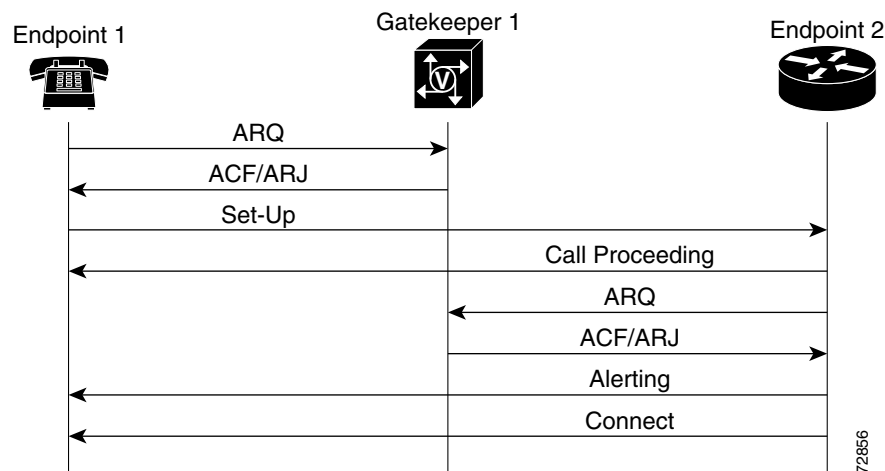 Endpoint 1
Gatekeeper 1
Endpoint 2
V
ARQ
ACF/ARJ
Set-Up
Call Proceeding
ARQ
ACF/ARJ
Alerting
Connect
72856